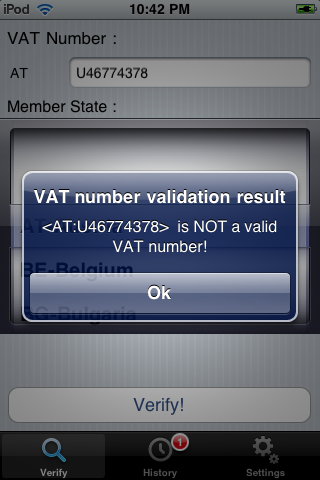 iPod 10:42 PM
VAT Number :
AT U46774378
Member State :
VAT number validation result
<AT:U46774378> is NOT a valid
VAT number!
BE-Belgium
Ok
BG-Bulgaria
Verify!
1
Verify History Settings